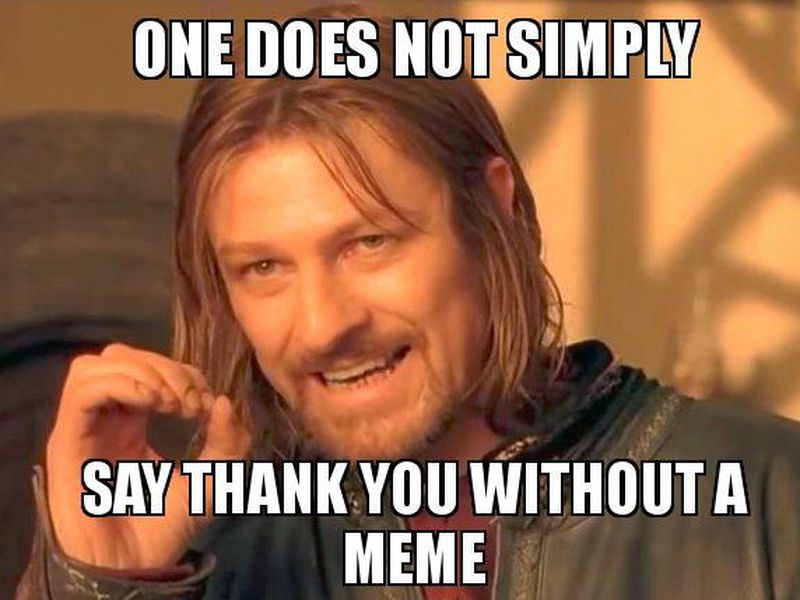 ONE DOES NOT SIMPLY
SAY THANK YOU WITHOUT A
MEME